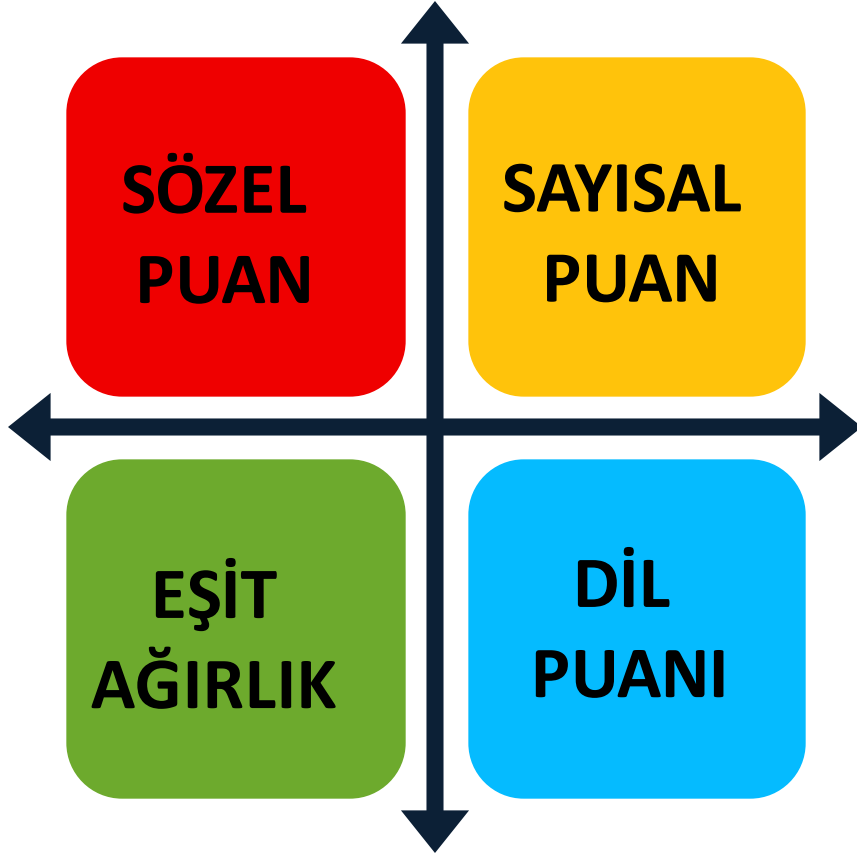 SÖZEL
PUAN
SAYISAL
PUAN
EŞİT
AĞIRLIK
DİL
PUANI